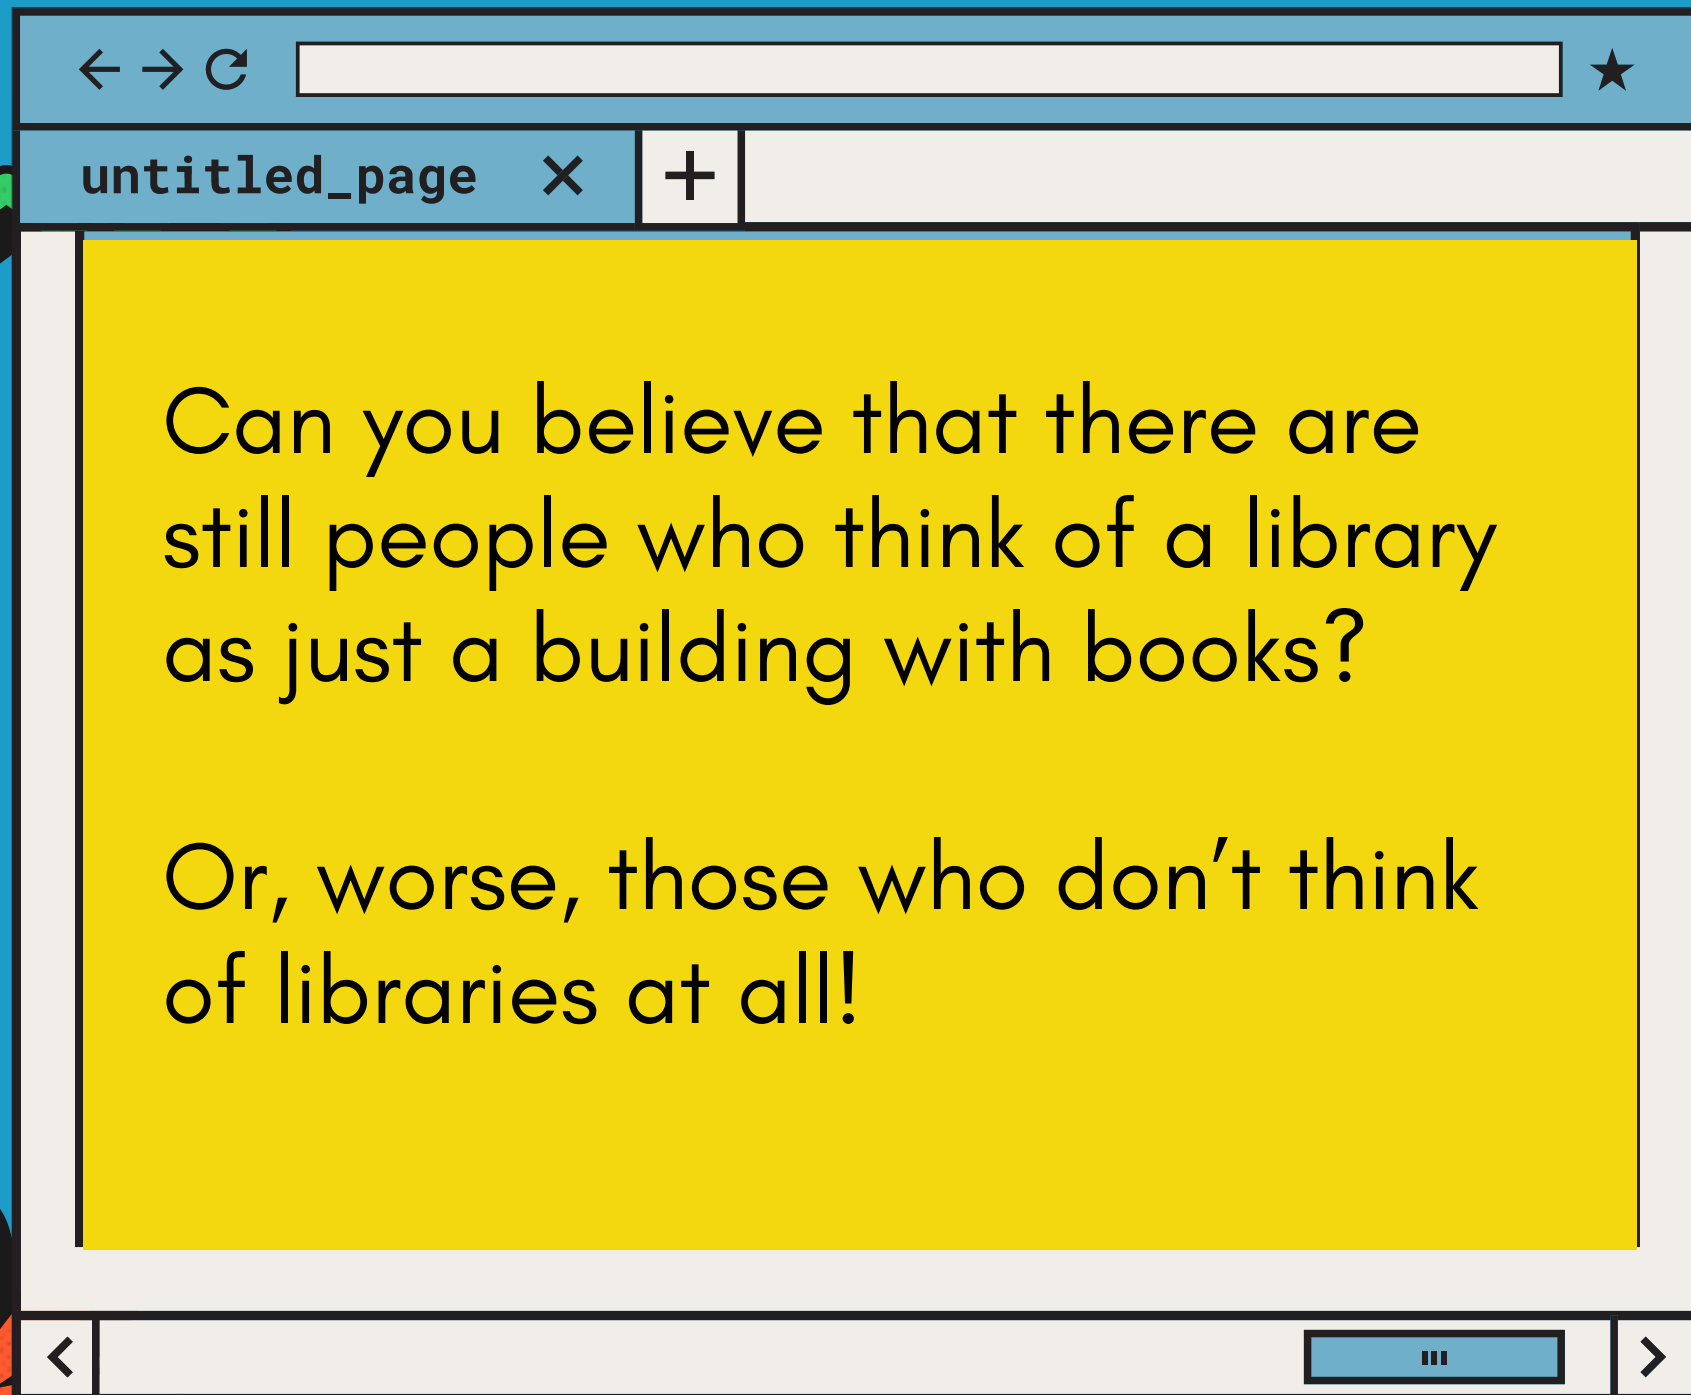 untitled_page
Can you believe that there are
still people who think of a library
as just a building with books?
Or, worse, those who don’t think
of libraries at all!